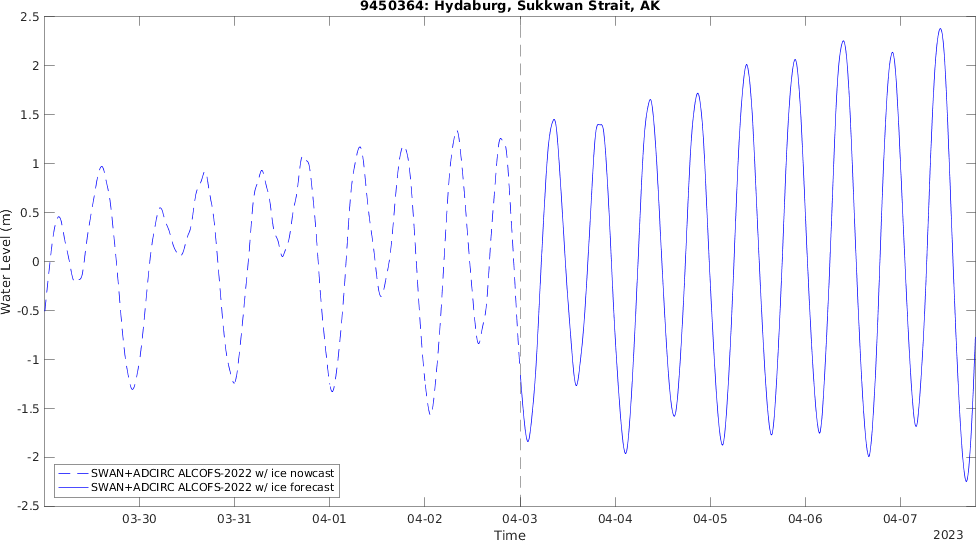 9450364: Hydaburg, Sukkwan Strait, AK
2.5
2
1.5
1
0.5
0
-0.5
-1
-1.5
-2
-2.5
Water Level (m)
SWAN+ADCIRC ALCOFS-2022 w/ ice nowcast
SWAN+ADCIRC ALCOFS-2022 w/ ice forecast
03-30 03-31 04-01 04-02 04-03 04-04 04-05 04-06 04-07
Time
2023